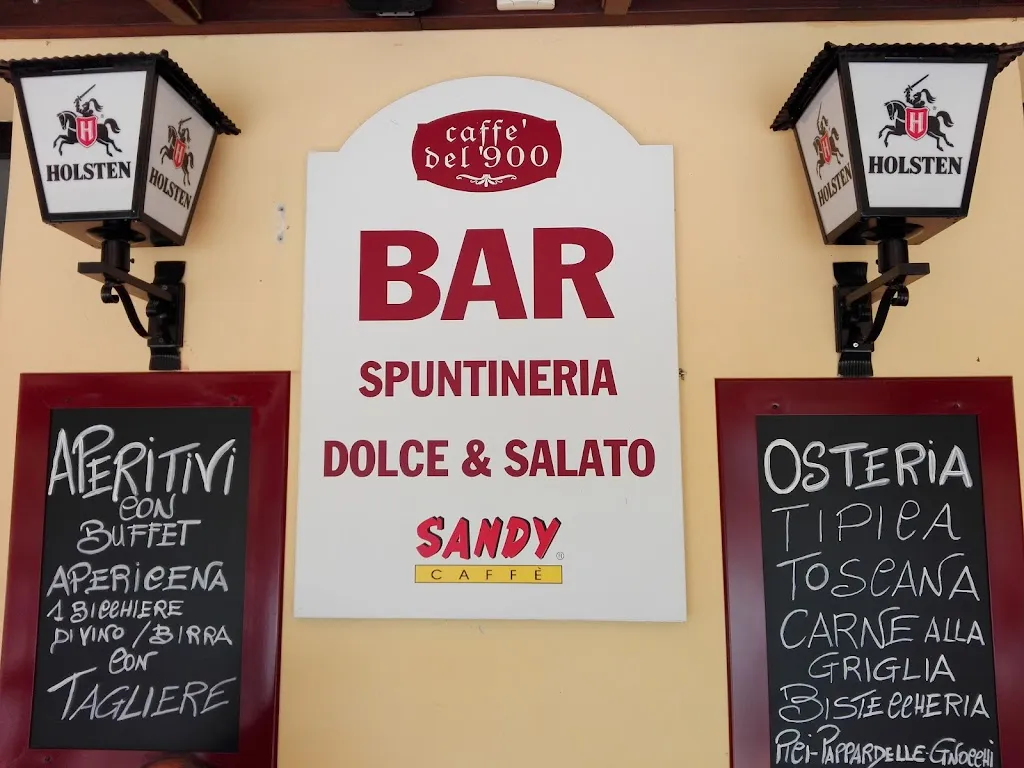 H
HOLSTEN
H
HOLSTEN
caffe'
del '900
BAR
SPUNTINERIA
DOLCE & SALATO
SANDY®
CAFFÈ
H
HOLSTEN
H
HOLSTEN
APERITIVI
CON
BUFFET
APERICENA
1 BICCHIERE
DI VINO / BIRRA
CON
TAGLIERE
OSTERIA
TIPICA
TOSCANA
CARNE ALLA
GRIGLIA
BISTECCHERIA
PICI-PAPPARDELLE-GNOCCHI